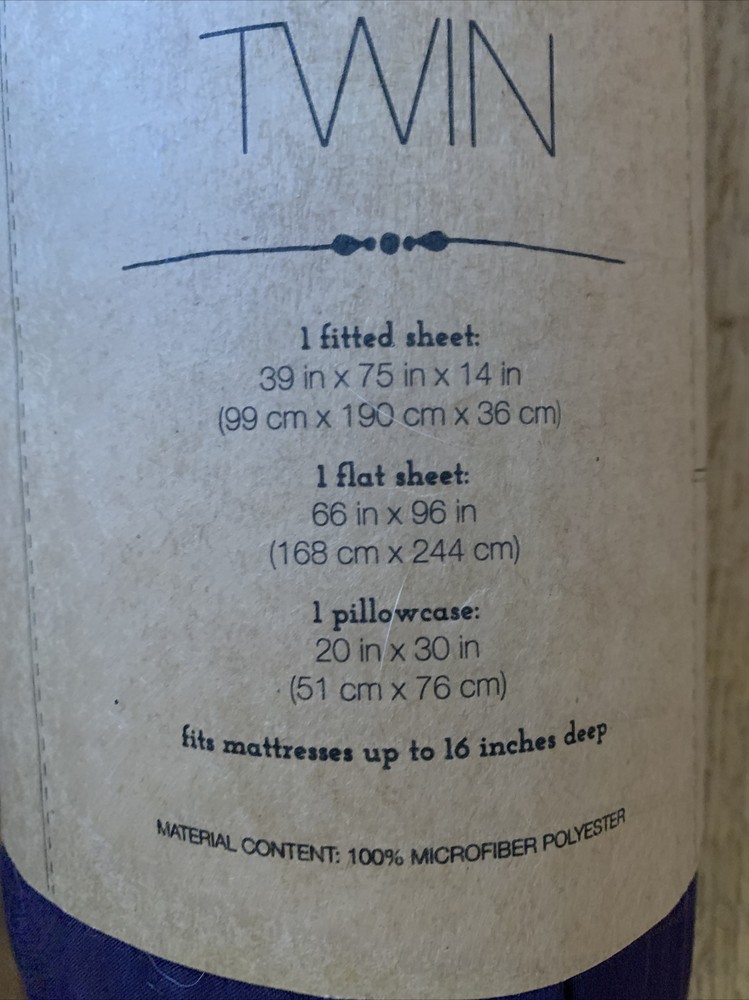 TWIN
1 fitted sheet:
39 in x 75 in x 14 in
(99 cm x 190 cm x 36 cm)
1 flat sheet:
66 in x 96 in
(168 cm x 244 cm)
1 pillowcase:
20 in x 30 in
(51 cm x 76 cm)
fits mattresses up to 16 inches deep
MATERIAL CONTENT: 100% MICROFIBER POLYESTER